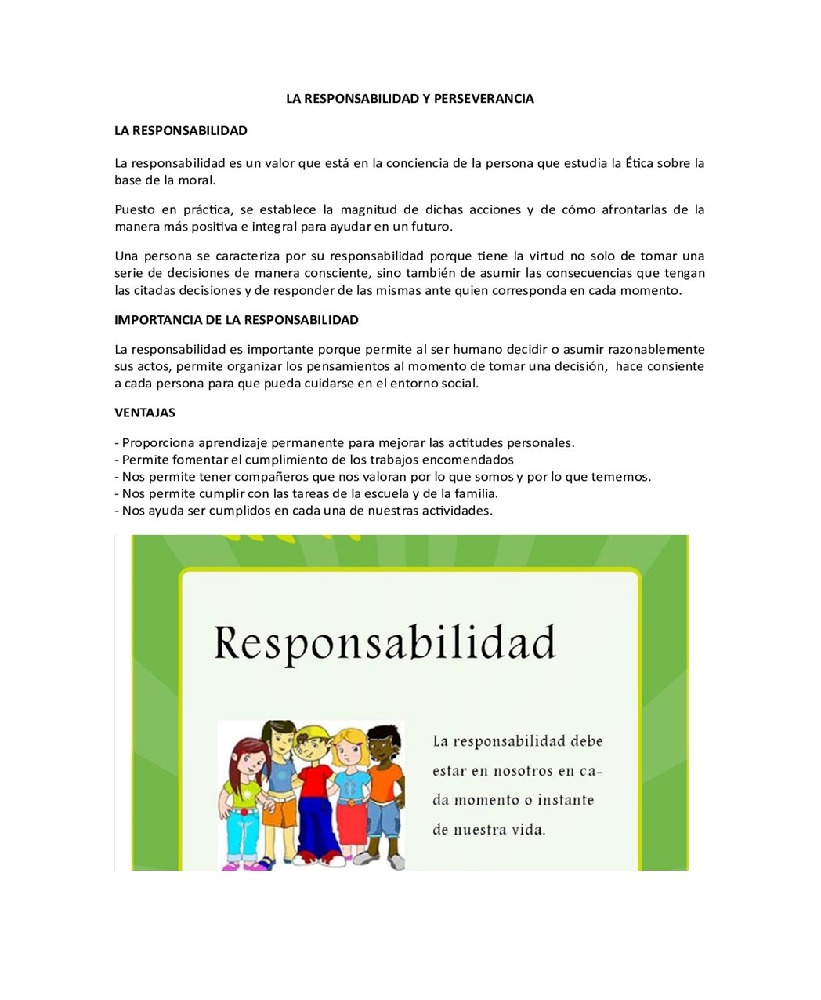 LA RESPONSABILIDAD Y PERSEVERANCIA
LA RESPONSABILIDAD
La responsabilidad es un valor que está en la conciencia de la persona que estudia la Ética sobre la
base de la moral.
Puesto en práctica, se establece la magnitud de dichas acciones y de cómo afrontarlas de la
manera más positiva e integral para ayudar en un futuro.
Una persona se caracteriza por su responsabilidad porque tiene la virtud no solo de tomar una
serie de decisiones de manera consciente, sino también de asumir las consecuencias que tengan
las citadas decisiones y de responder de las mismas ante quien corresponda en cada momento.
IMPORTANCIA DE LA RESPONSABILIDAD
La responsabilidad es importante porque permite al ser humano decidir o asumir razonablemente
sus actos, permite organizar los pensamientos al momento de tomar una decisión, hace consiente
a cada persona para que pueda cuidarse en el entorno social.
VENTAJAS
- Proporciona aprendizaje permanente para mejorar las actitudes personales.
- Permite fomentar el cumplimiento de los trabajos encomendados
- Nos permite tener compañeros que nos valoran por lo que somos y por lo que tememos.
- Nos permite cumplir con las tareas de la escuela y de la familia.
- Nos ayuda ser cumplidos en cada una de nuestras actividades.
Responsabilidad
La responsabilidad debe
estar en nosotros en ca-
da momento o instante
de nuestra vida.